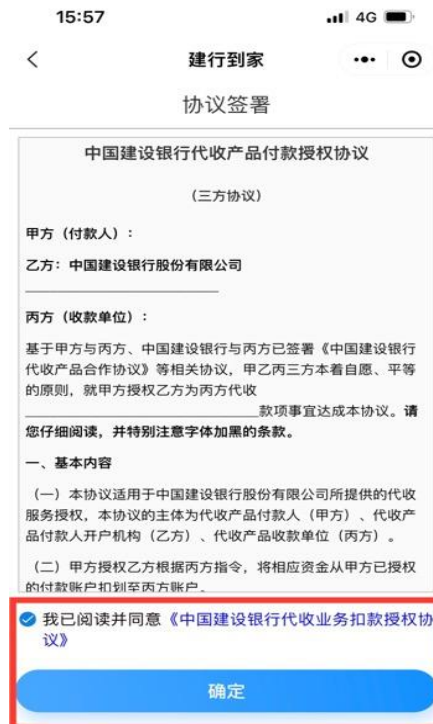 15:57
4G
建行到家
协议签署
中国建设银行代收产品付款授权协议
（三方协议）
甲方（付款人）：
乙方：中国建设银行股份有限公司
丙方（收款单位）：
基于甲方与丙方、中国建设银行与丙方已签署《中国建设银行
代收产品合作协议》等相关协议，甲乙丙三方本着自愿、平等
的原则，就甲方授权乙方为丙方代收
款项事宜达成本协议。请
您仔细阅读，并特别注意字体加黑的条款。
一、基本内容
（一）本协议适用于中国建设银行股份有限公司所提供的代收
服务授权，本协议的主体为代收产品付款人（甲方）、代收产
品付款人开户机构（乙方）、代收产品收款单位（丙方）。
（二）甲方授权乙方根据丙方指令，将相应资金从甲方已授权
的付款账户扣划至丙方账户。
我已阅读并同意《中国建设银行代收业务扣款授权协
议》
确定